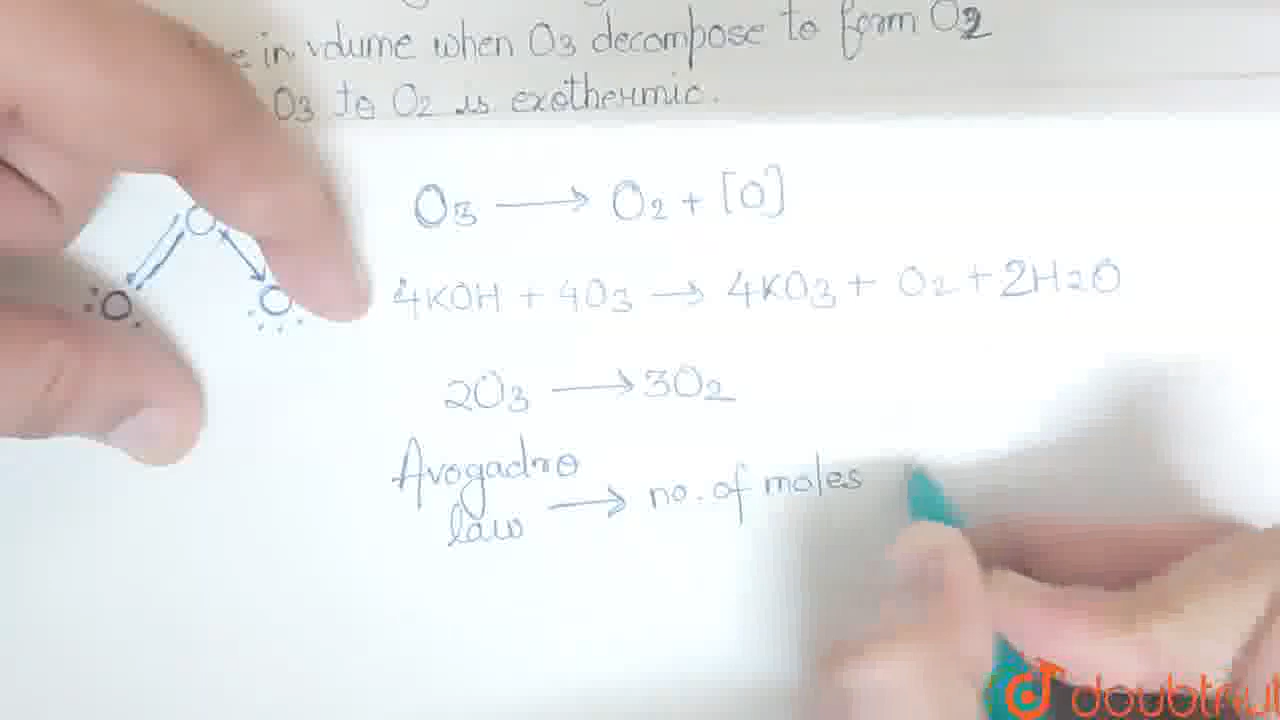 in volume when O3 decompose to form O2
O3 to O2 is exothermic.
O3 → O2 + [O]
4KOH + 4O3 → 4KO3 + O2 + 2H2O
2O3 → 3O2
Avogadro
law → no. of moles
doubtnut